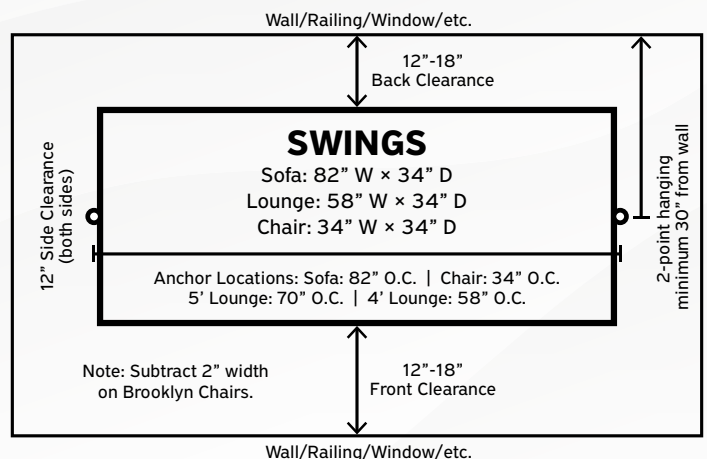 Wall/Railing/Window/etc.
12”-18”
Back Clearance
SWINGS
Sofa: 82” W × 34” D
Lounge: 58” W × 34” D
Chair: 34” W × 34” D
12” Side Clearance
(both sides)
2-point hanging
minimum 30” from wall
Anchor Locations: Sofa: 82” O.C. | Chair: 34” O.C.
5’ Lounge: 70” O.C. | 4’ Lounge: 58” O.C.
Note: Subtract 2” width
on Brooklyn Chairs.
12”-18”
Front Clearance
Wall/Railing/Window/etc.